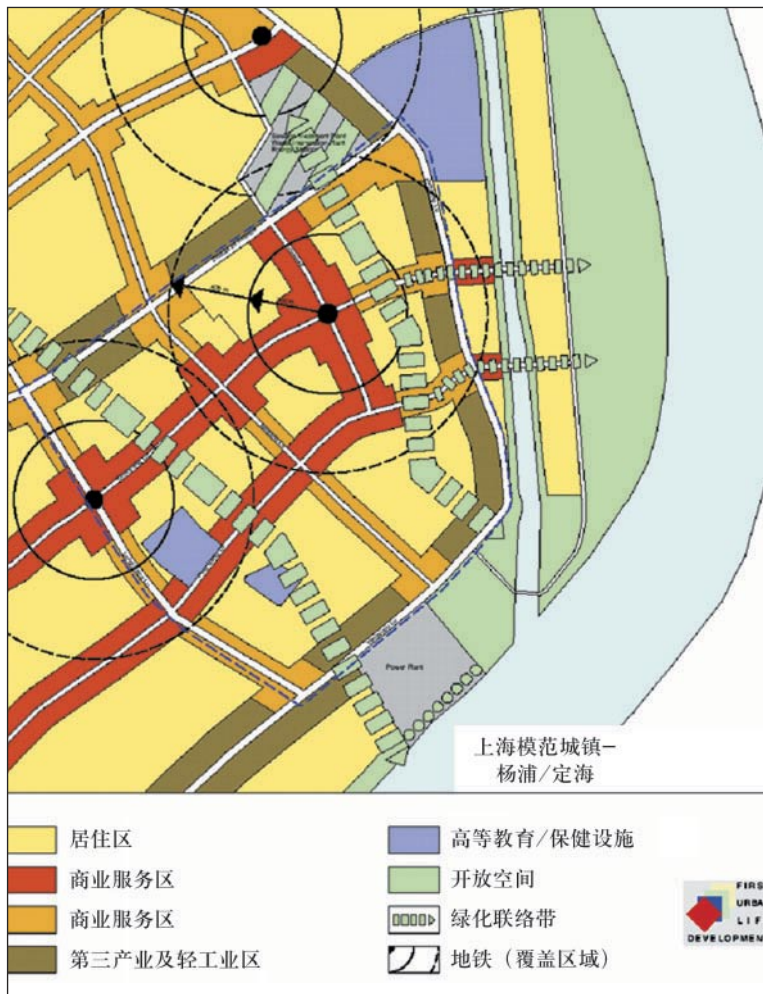 Power Plant
上海模范城镇–
杨浦/定海
居住区
高等教育/保健设施
商业服务区
开放空间
商业服务区
绿化联络带
第三产业及轻工业区
地铁（覆盖区域）
FIRS
URBA
LIF
DEVELOPMEN